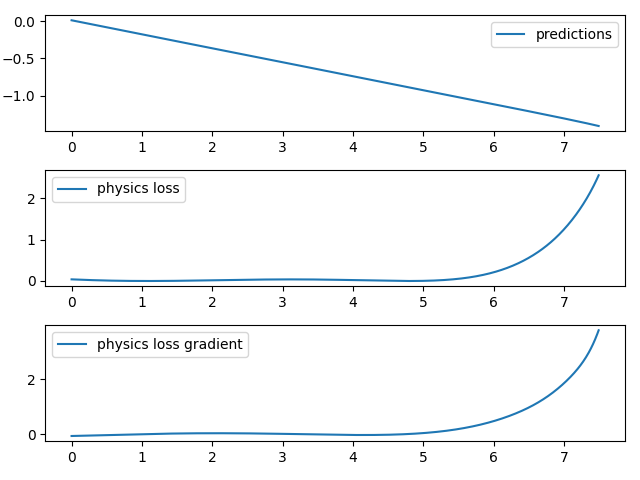 0.0
−0.5
−1.0
predictions
0 1 2 3 4 5 6 7
2
1
0
physics loss
0 1 2 3 4 5 6 7
2
0
physics loss gradient
0 1 2 3 4 5 6 7